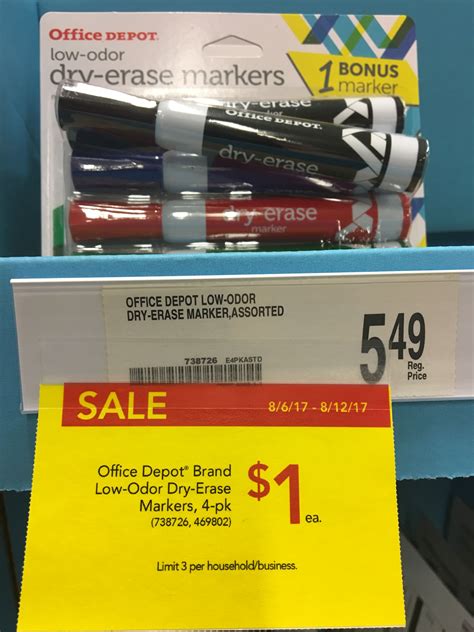 Office DEPOT
low-odor
dry-erase markers
1 BONUS
marker
Office DEPOT.
dry-erase
dry-erase
marker
OFFICE DEPOT LOW-ODOR
DRY-ERASE MARKER,ASSORTED
5 49
Reg.
Price
738726 E4PKASTD
SALE
8/6/17 - 8/12/17
Office Depot® Brand
Low-Odor Dry-Erase
Markers, 4-pk
(738726, 469802)
$1
ea.
Limit 3 per household/business.